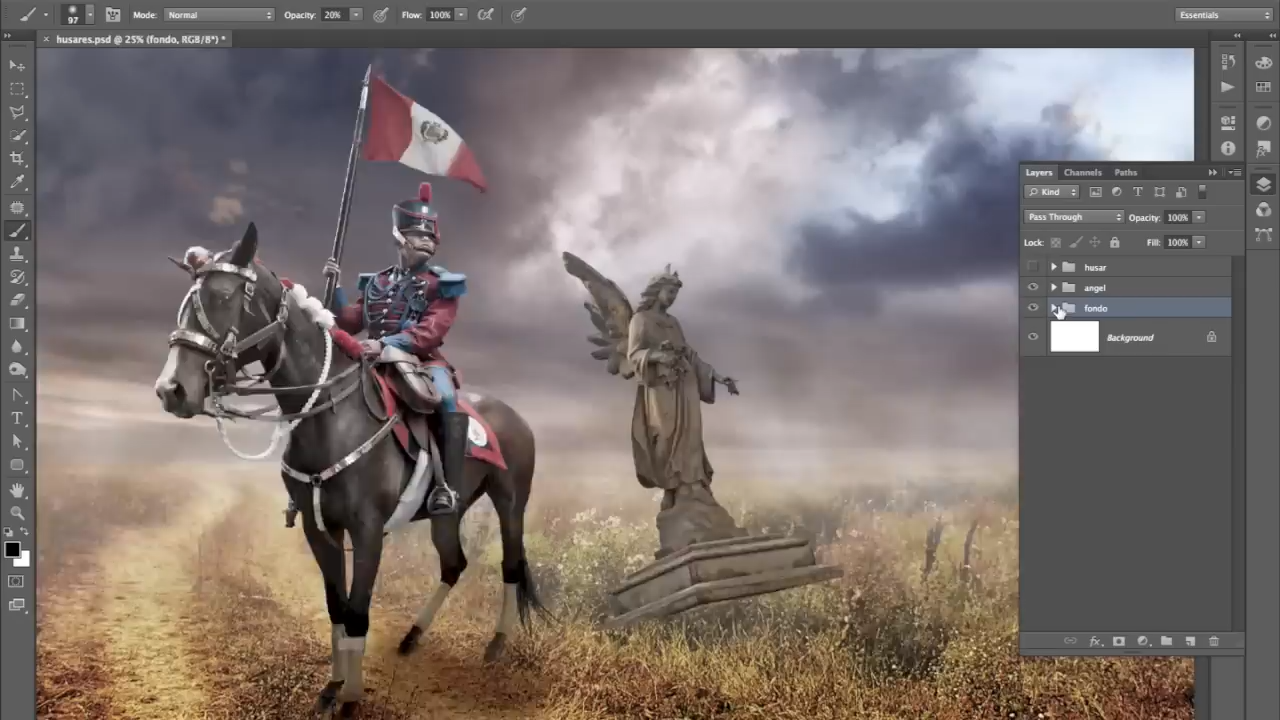 97 Mode: Normal Opacity: 20% Flow: 100% Essentials
× husares.psd @ 25% (fondo, RGB/8*) *
Layers Channels Paths
Kind
Pass Through Opacity: 100%
Lock: Fill: 100%
husar
angel
fondo
Background